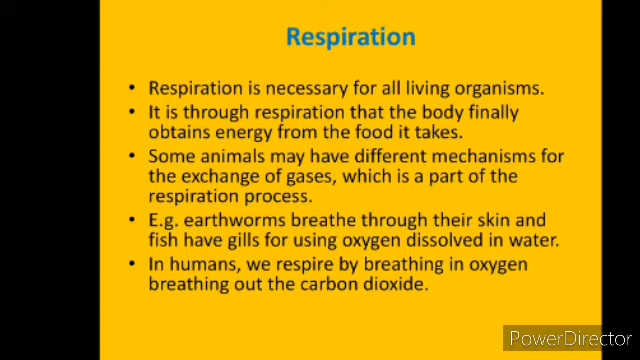 Respiration
• Respiration is necessary for all living organisms.
• It is through respiration that the body finally
obtains energy from the food it takes.
• Some animals may have different mechanisms for
the exchange of gases, which is a part of the
respiration process.
• E.g. earthworms breathe through their skin and
fish have gills for using oxygen dissolved in water.
• In humans, we respire by breathing in oxygen
breathing out the carbon dioxide.
PowerDirector